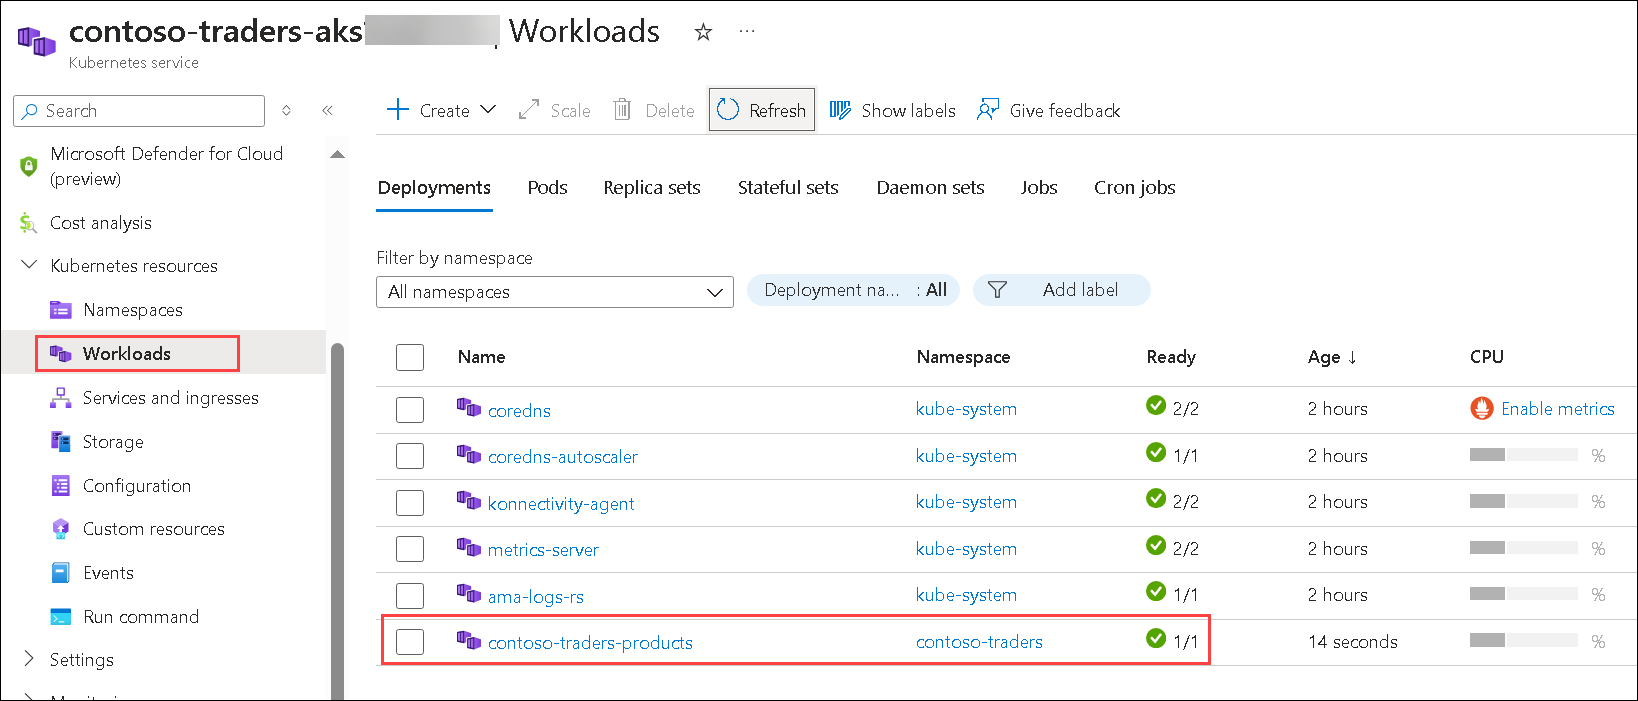 contoso-traders-aks | Workloads
Kubernetes service
Search
Microsoft Defender for Cloud
(preview)
Cost analysis
Kubernetes resources
Namespaces
Workloads
Services and ingresses
Storage
Configuration
Custom resources
Events
Run command
Settings
Create Scale Delete Refresh Show labels Give feedback
Deployments Pods Replica sets Stateful sets Daemon sets Jobs Cron jobs
Filter by namespace
All namespaces Deployment na... : All Add label
Name Namespace Ready Age ↓ CPU
coredns kube-system 2/2 2 hours Enable metrics
coredns-autoscaler kube-system 1/1 2 hours %
konnectivity-agent kube-system 2/2 2 hours %
metrics-server kube-system 2/2 2 hours %
ama-logs-rs kube-system 1/1 2 hours %
contoso-traders-products contoso-traders 1/1 14 seconds %